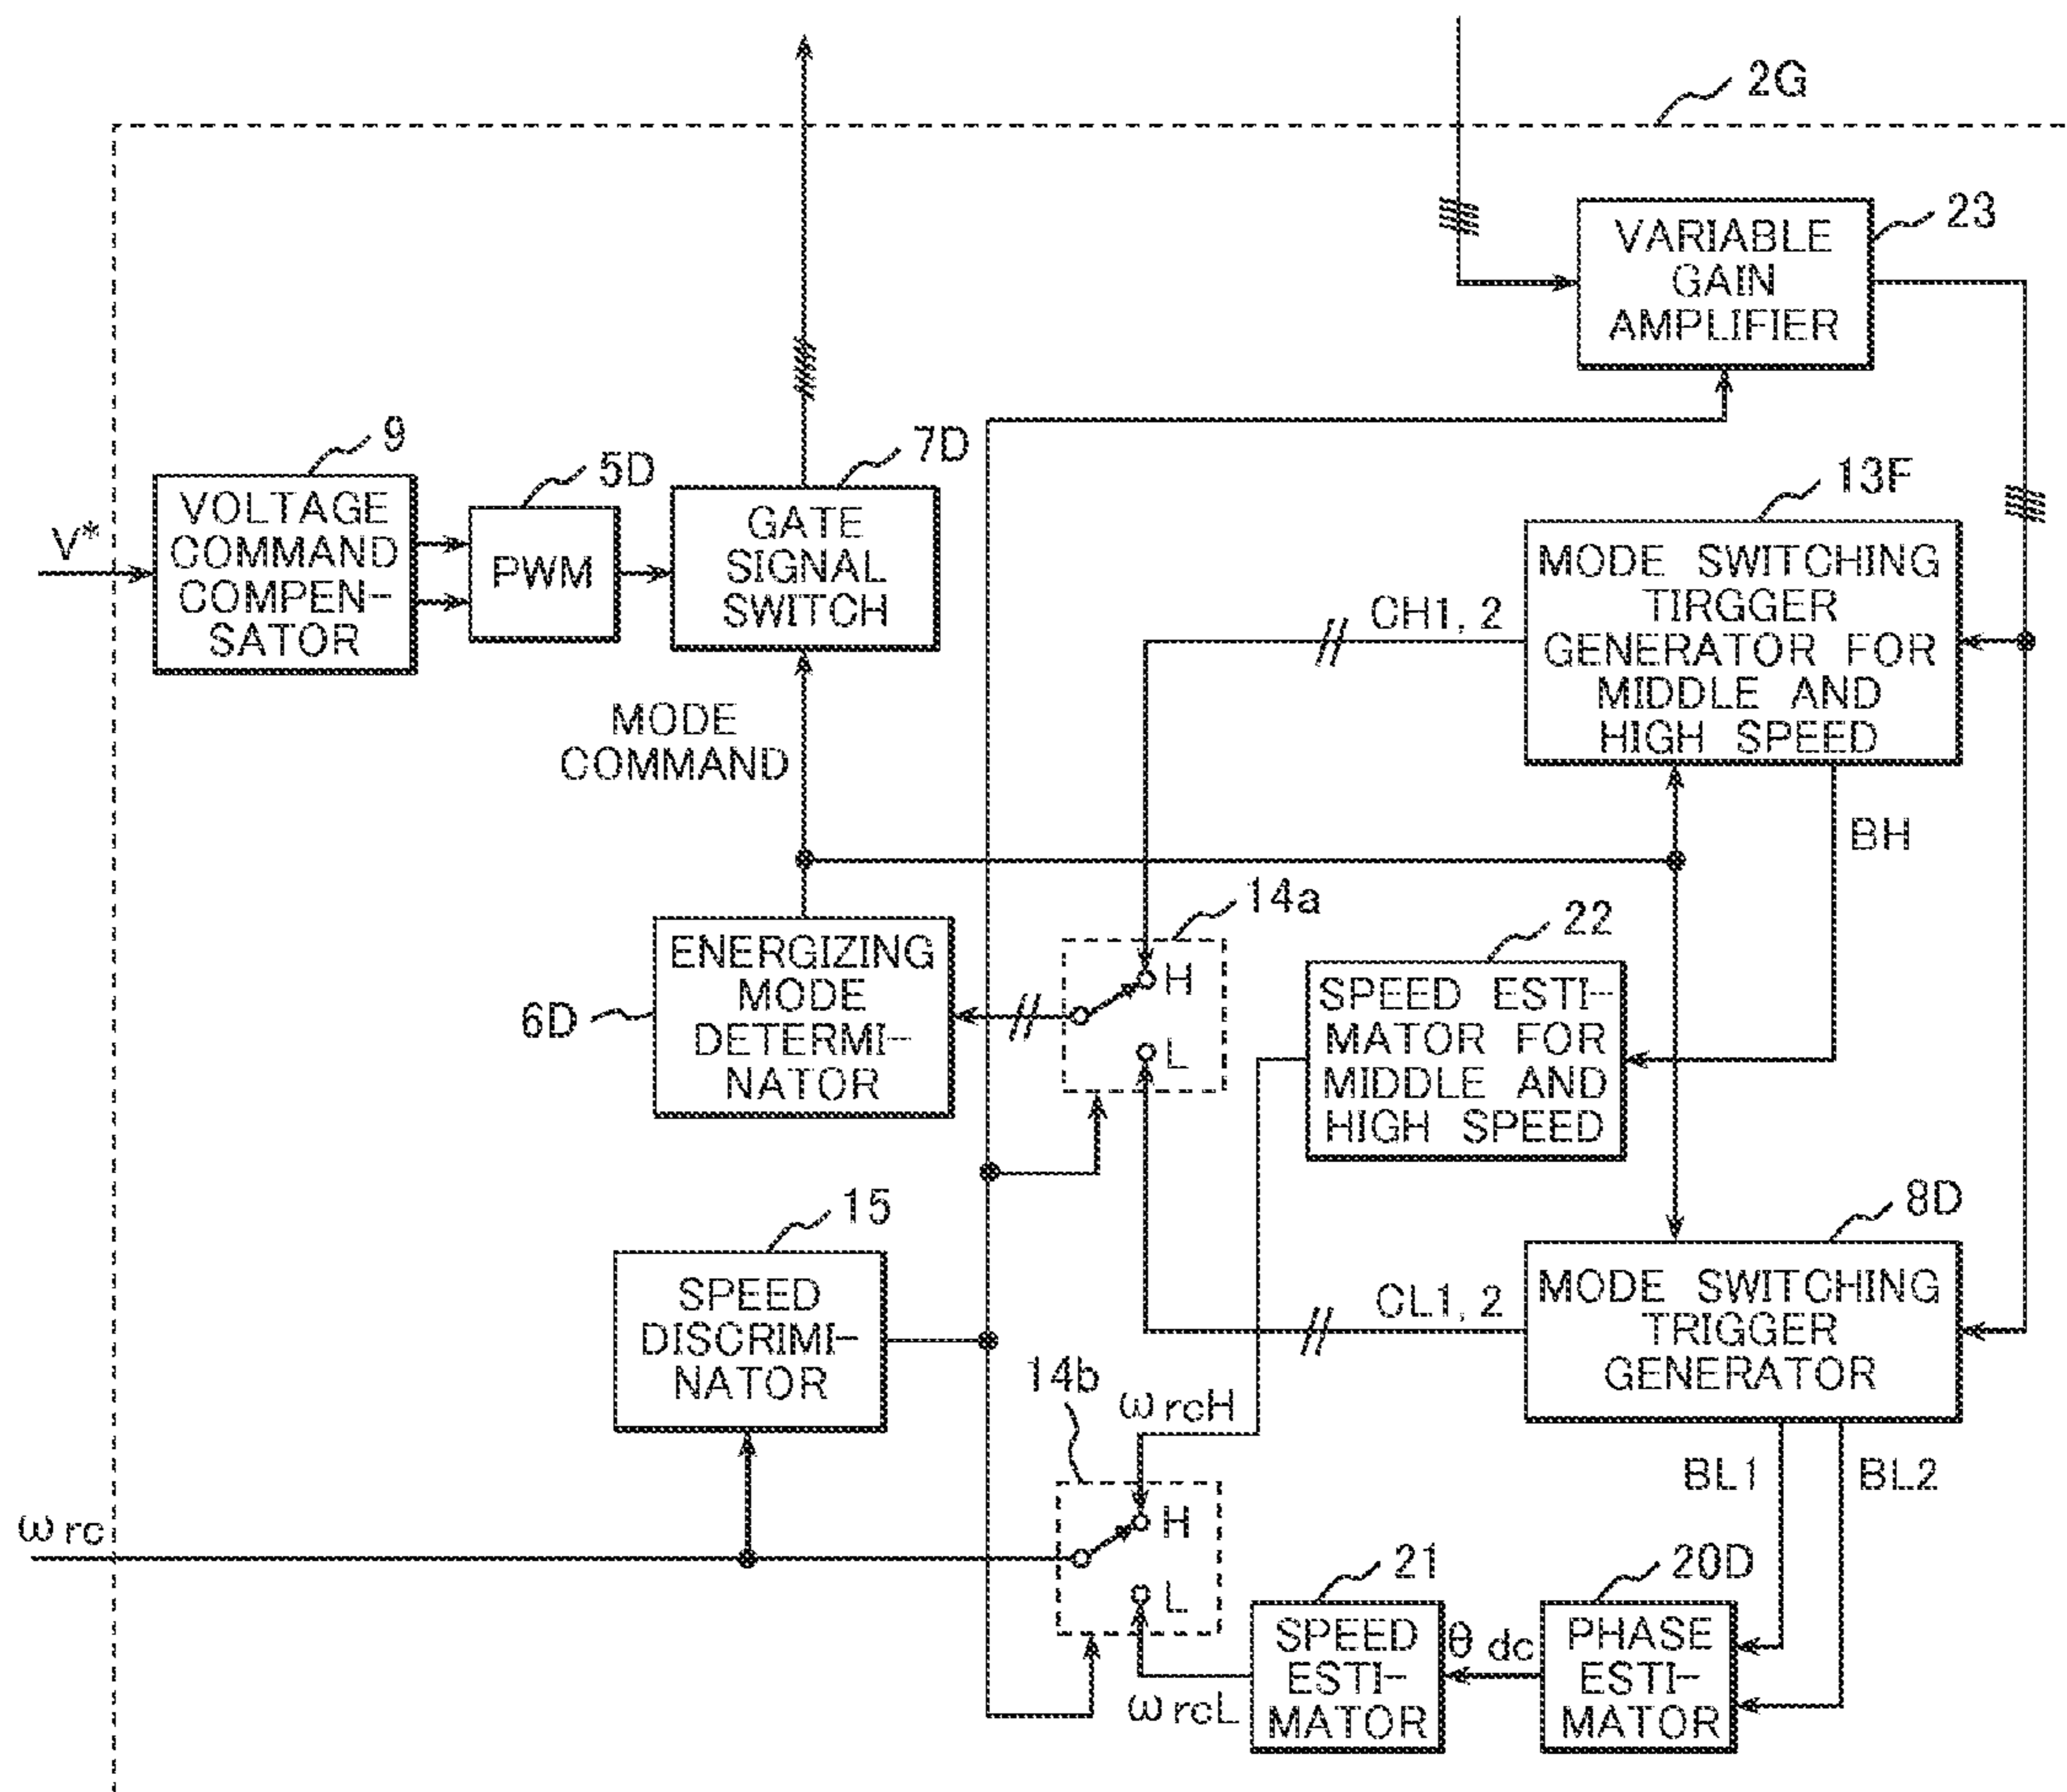 2G
23
VARIABLE
GAIN
AMPLIFIER
9
5D
7D
13F
VOLTAGE
COMMAND
COMPEN-
SATOR
V*
PWM
GATE
SIGNAL
SWITCH
MODE SWITCHING
TIRGGER
GENERATOR FOR
MIDDLE AND
HIGH SPEED
CH1, 2
MODE
COMMAND
BH
14a
22
ENERGIZING
MODE
DETERMI-
NATOR
6D
H
L
SPEED ESTI-
MATOR FOR
MIDDLE AND
HIGH SPEED
15
8D
SPEED
DISCRIMI-
NATOR
CL1, 2
MODE SWITCHING
TRIGGER
GENERATOR
14b
ωrcH
BL1
BL2
ωrc
H
L
21
20D
SPEED
ESTI-
MATOR
θdc
PHASE
ESTI-
MATOR
ωrcL